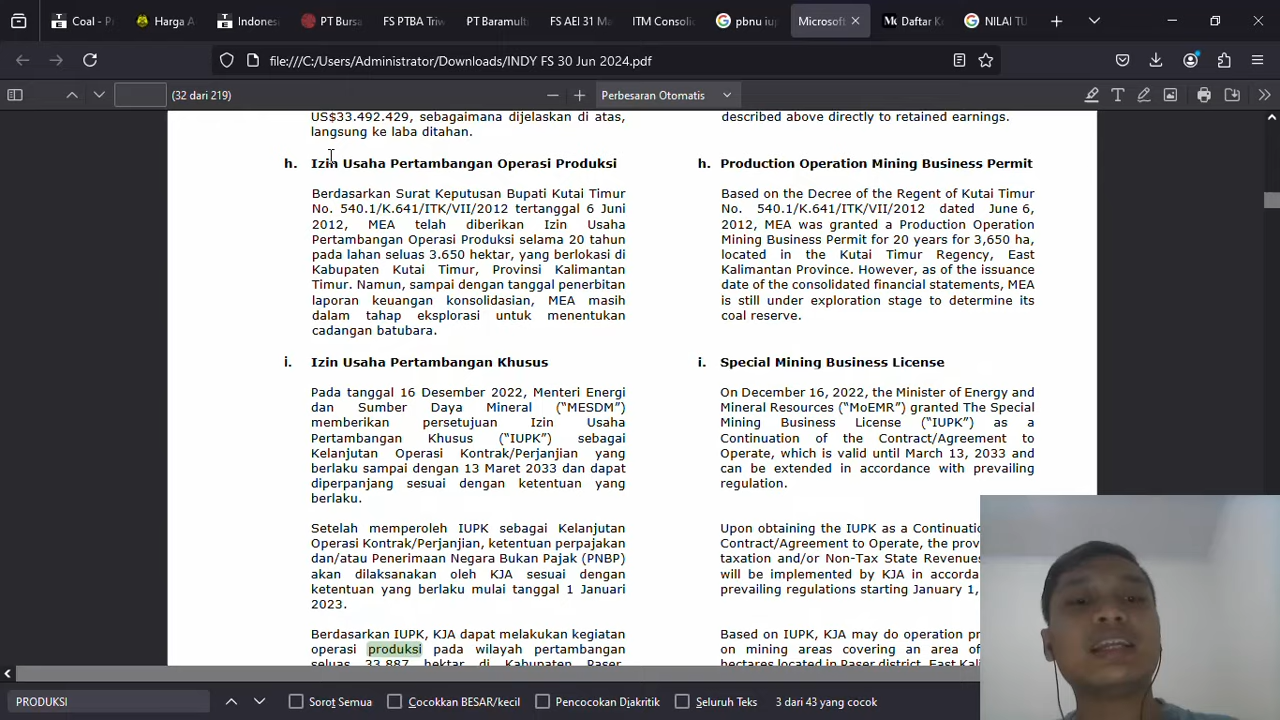 Coal -
Harga
Indones
PT Bursa
FS PTBA Triw
PT Baramult
FS AEI 31 M
ITM Consoli
pbnu iup
Microsoft
Daftar K
NILAI TU
file:///C:/Users/Administrator/Downloads/INDY FS 30 Jun 2024.pdf
(32 dari 219)
Perbesaran Otomatis
US$33.492.429, sebagaimana dijelaskan di atas,
langsung ke laba ditahan.
described above directly to retained earnings.
h. Izin Usaha Pertambangan Operasi Produksi
Berdasarkan Surat Keputusan Bupati Kutai Timur
No. 540.1/K.641/ITK/VII/2012 tertanggal 6 Juni
2012, MEA telah diberikan Izin Usaha
Pertambangan Operasi Produksi selama 20 tahun
pada lahan seluas 3.650 hektar, yang berlokasi di
Kabupaten Kutai Timur, Provinsi Kalimantan
Timur. Namun, sampai dengan tanggal penerbitan
laporan keuangan konsolidasian, MEA masih
dalam tahap eksplorasi untuk menentukan
cadangan batubara.
h. Production Operation Mining Business Permit
Based on the Decree of the Regent of Kutai Timur
No. 540.1/K.641/ITK/VII/2012 dated June 6,
2012, MEA was granted a Production Operation
Mining Business Permit for 20 years for 3,650 ha,
located in the Kutai Timur Regency, East
Kalimantan Province. However, as of the issuance
date of the consolidated financial statements, MEA
is still under exploration stage to determine its
coal reserve.
i. Izin Usaha Pertambangan Khusus
Pada tanggal 16 Desember 2022, Menteri Energi
dan Sumber Daya Mineral (“MESDM”)
memberikan persetujuan Izin Usaha
Pertambangan Khusus (“IUPK”) sebagai
Kelanjutan Operasi Kontrak/Perjanjian yang
berlaku sampai dengan 13 Maret 2033 dan dapat
diperpanjang sesuai dengan ketentuan yang
berlaku.
Setelah memperoleh IUPK sebagai Kelanjutan
Operasi Kontrak/Perjanjian, ketentuan perpajakan
dan/atau Penerimaan Negara Bukan Pajak (PNBP)
akan dilaksanakan oleh KJA sesuai dengan
ketentuan yang berlaku mulai tanggal 1 Januari
2023.
Berdasarkan IUPK, KJA dapat melakukan kegiatan
operasi produksi pada wilayah pertambangan
seluas 33.887 hektar di Kabupaten Paser,
i. Special Mining Business License
On December 16, 2022, the Minister of Energy and
Mineral Resources (“MoEMR”) granted The Special
Mining Business License (“IUPK”) as a
Continuation of the Contract/Agreement to
Operate, which is valid until March 13, 2033 and
can be extended in accordance with prevailing
regulation.
Upon obtaining the IUPK as a Continua
Contract/Agreement to Operate, the prov
taxation and/or Non-Tax State Revenues
will be implemented by KJA in accorda
prevailing regulations starting January 1,
Based on IUPK, KJA may do operation pr
on mining areas covering an area of
hectares located in Paser district, East Kali
PRODUKSI
Sorot Semua
Cocokkan BESAR/kecil
Pencocokan Diakritik
Seluruh Teks
3 dari 43 yang cocok